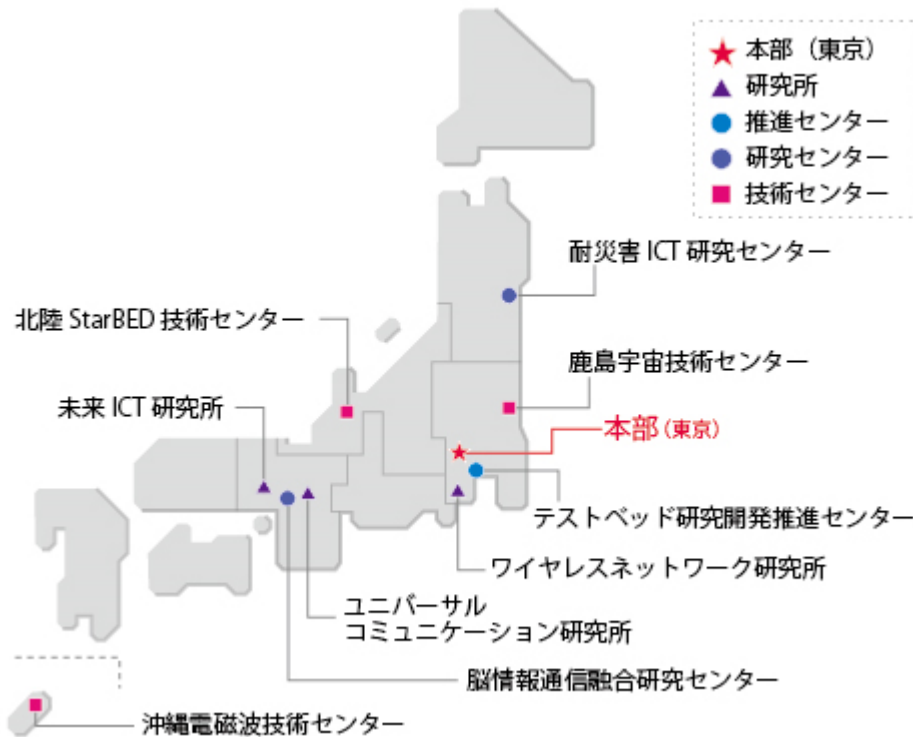 本部（東京）
研究所
推進センター
研究センター
技術センター
耐災害 ICT 研究センター
北陸 StarBED 技術センター
鹿島宇宙技術センター
未来 ICT 研究所
本部（東京）
テストベッド研究開発推進センター
ワイヤレスネットワーク研究所
ユニバーサル
コミュニケーション研究所
脳情報通信融合研究センター
沖縄電磁波技術センター